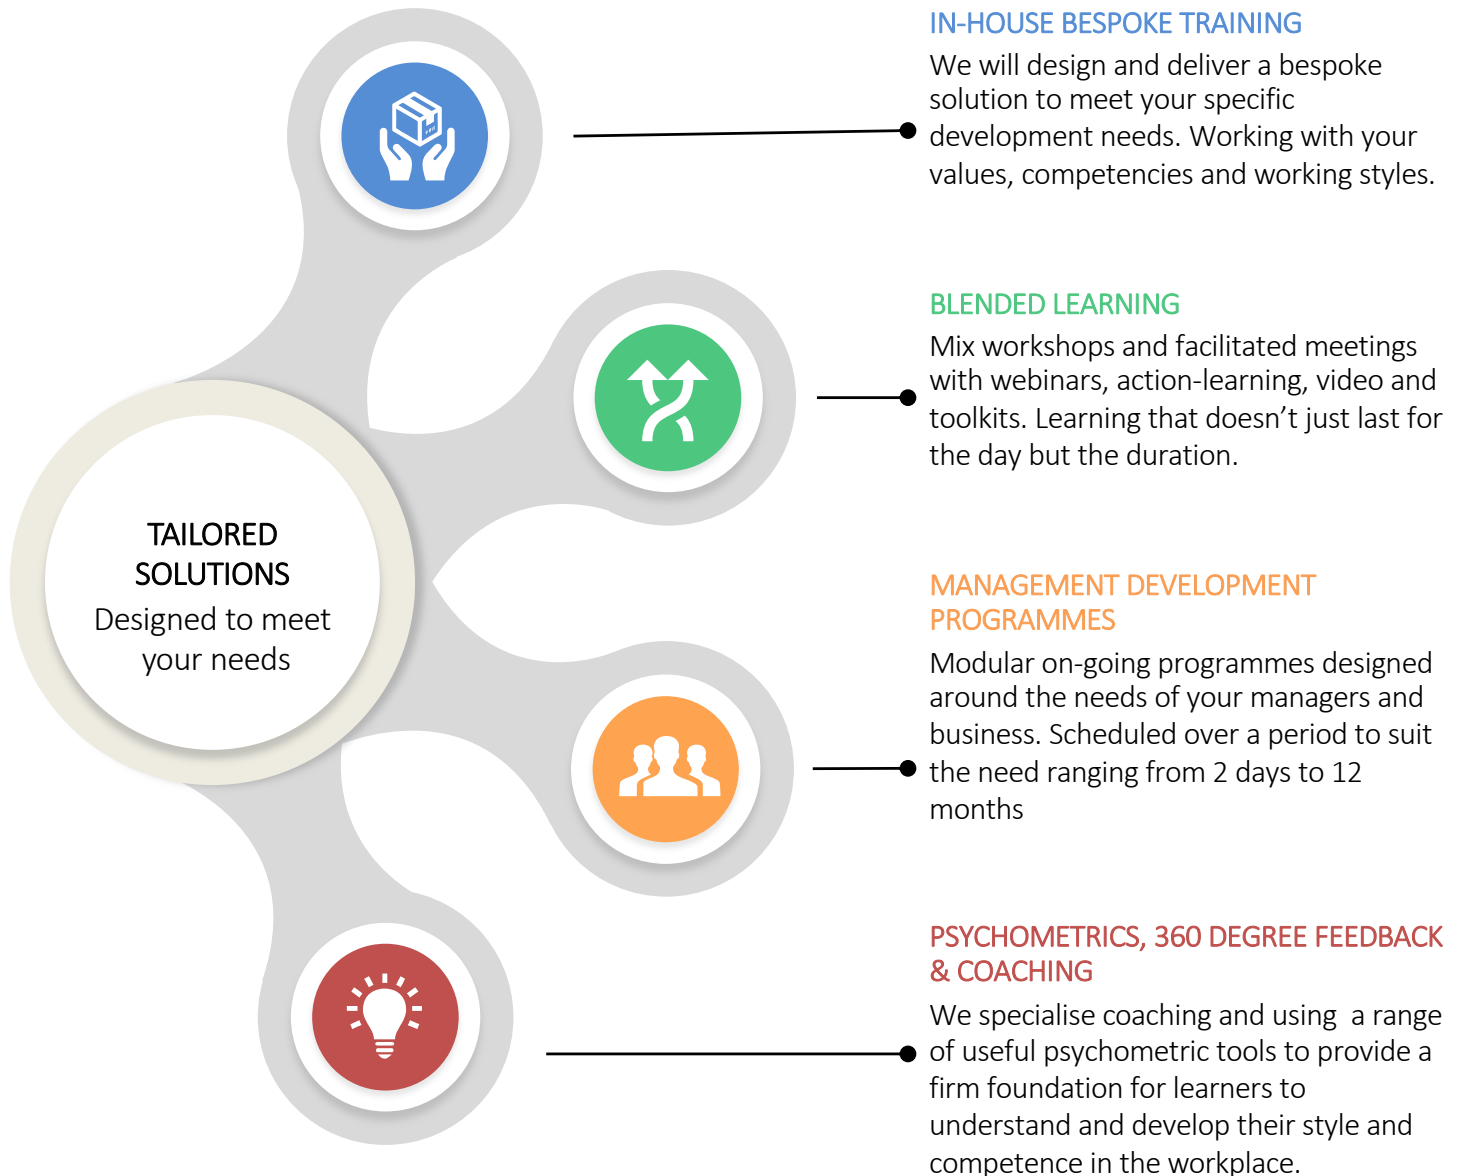 TAILORED
SOLUTIONS
Designed to meet
your needs
IN-HOUSE BESPOKE TRAINING
We will design and deliver a bespoke
solution to meet your specific
development needs. Working with your
values, competencies and working styles.
BLENDED LEARNING
Mix workshops and facilitated meetings
with webinars, action-learning, video and
toolkits. Learning that doesn’t just last for
the day but the duration.
MANAGEMENT DEVELOPMENT
PROGRAMMES
Modular on-going programmes designed
around the needs of your managers and
business. Scheduled over a period to suit
the need ranging from 2 days to 12
months
PSYCHOMETRICS, 360 DEGREE FEEDBACK
& COACHING
We specialise coaching and using  a range
of useful psychometric tools to provide a
firm foundation for learners to
understand and develop their style and
competence in the workplace.